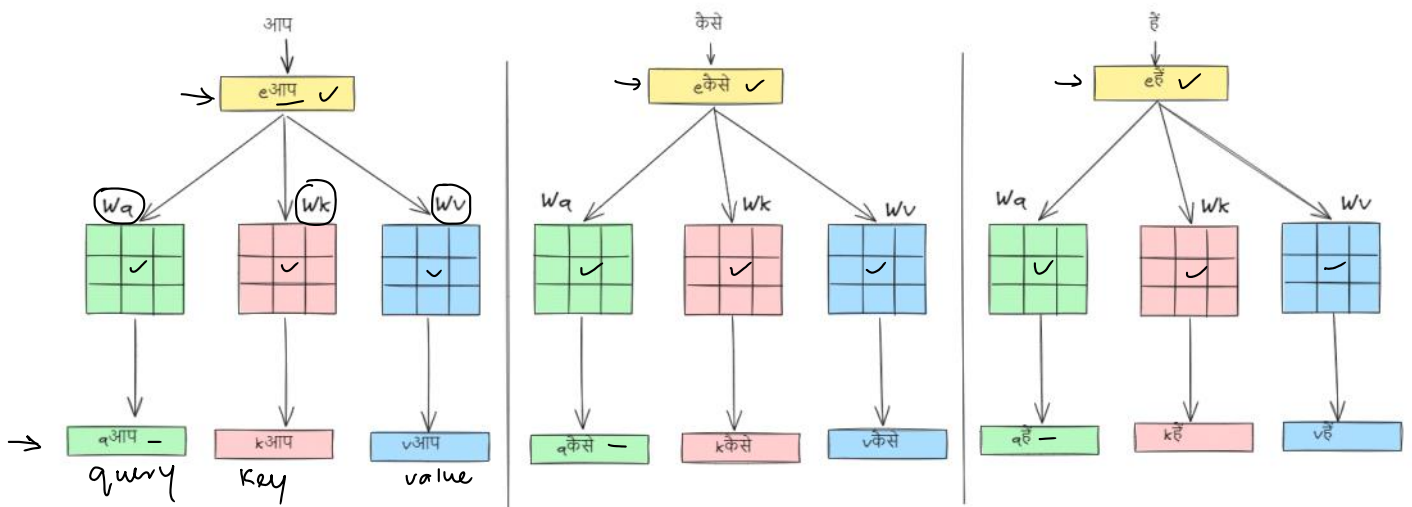 आप
कैसे
हैं
eआप
eकैसे
eहैं
Wq Wk Wv
Wq Wk Wv
Wq Wk Wv
qआप kआप vआप
qकैसे kकैसे vकैसे
qहैं kहैं vहैं
query Key value